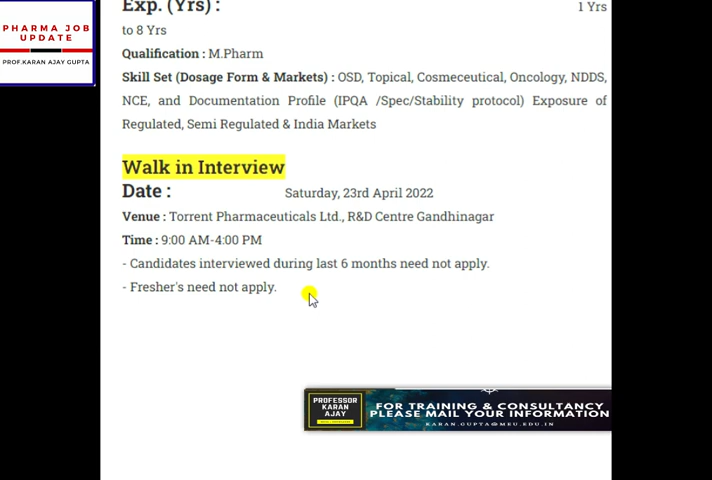 PHARMA JOB
UPDATE
PROF.KARAN AJAY GUPTA
Exp. (Yrs) : 1 Yrs
to 8 Yrs
Qualification : M.Pharm
Skill Set (Dosage Form & Markets) : OSD, Topical, Cosmeceutical, Oncology, NDDS,
NCE, and Documentation Profile (IPQA /Spec/Stability protocol) Exposure of
Regulated, Semi Regulated & India Markets
Walk in Interview
Date : Saturday, 23rd April 2022
Venue : Torrent Pharmaceuticals Ltd., R&D Centre Gandhinagar
Time : 9:00 AM-4:00 PM
- Candidates interviewed during last 6 months need not apply.
- Fresher's need not apply.
PROFESSOR
KARAN
AJAY
FOR TRAINING & CONSULTANCY
PLEASE MAIL YOUR INFORMATION
KARAN.GUPTA@MEU.EDU.IN